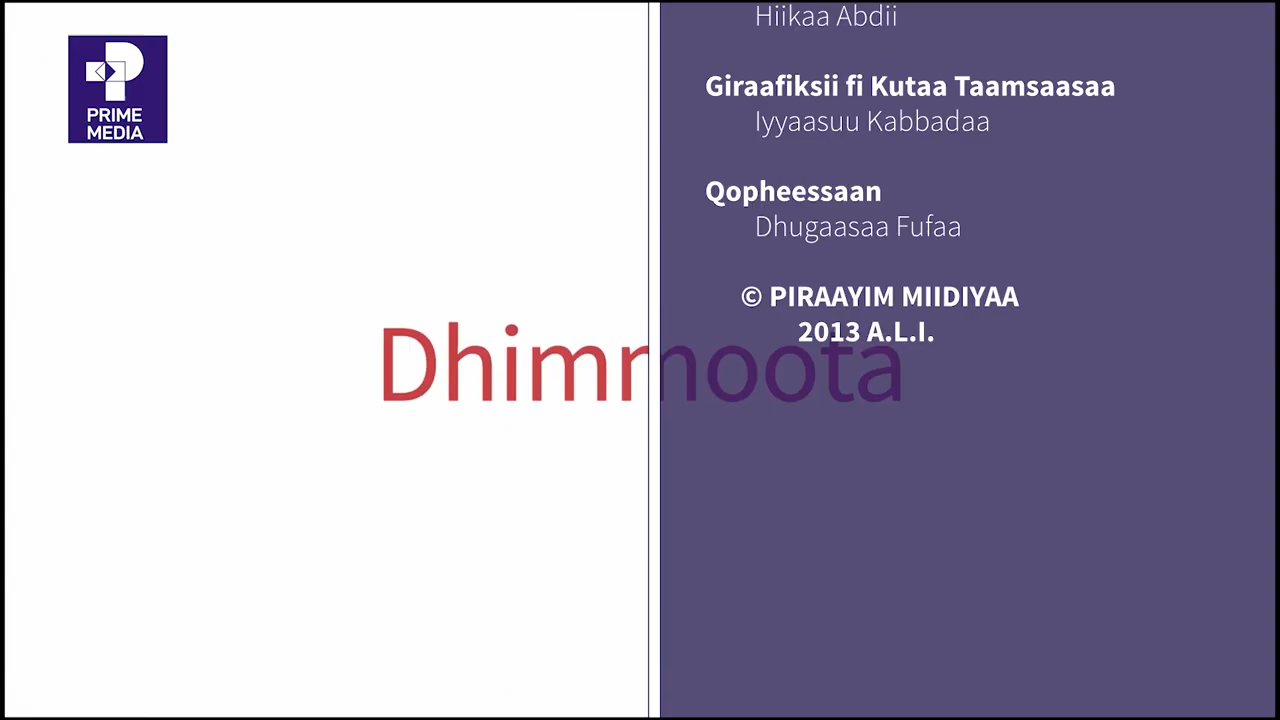 PRIME
MEDIA
Hiikaa Abdii
Giraafiksii fi Kutaa Taamsaasaa
Iyyaasuu Kabbadaa
Qopheessaan
Dhugaasaa Fufaa
© PIRAAYIM MIIDIYAA
2013 A.L.I.
Dhimmoota